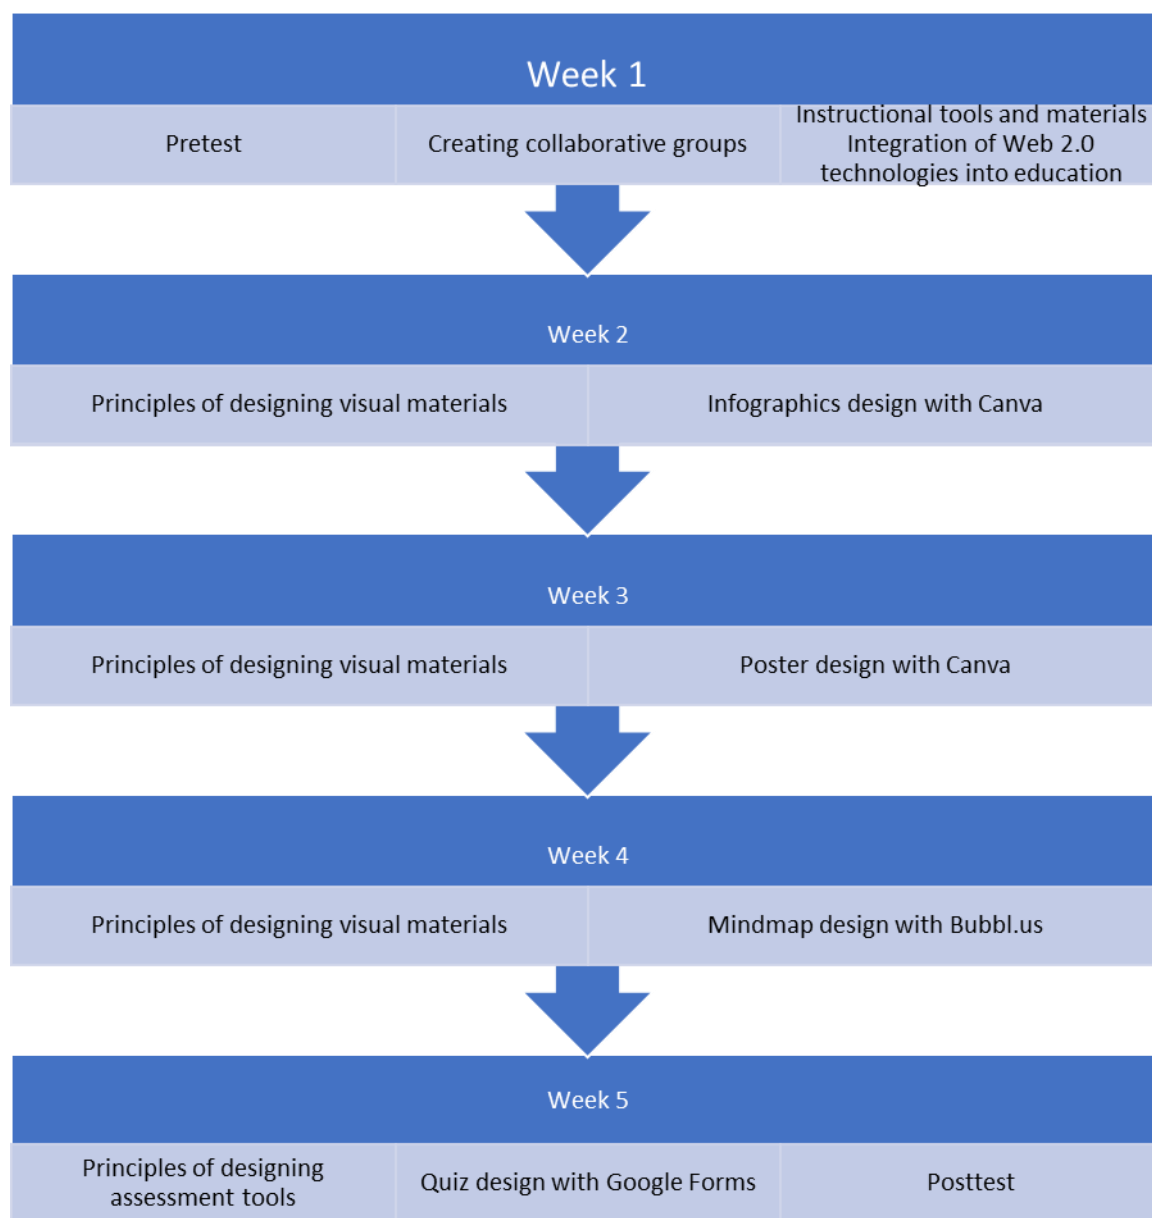 Week 1
Pretest
Creating collaborative groups
Instructional tools and materials
Integration of Web 2.0
technologies into education
Week 2
Principles of designing visual materials
Infographics design with Canva
Week 3
Principles of designing visual materials
Poster design with Canva
Week 4
Principles of designing visual materials
Mindmap design with Bubbl.us
Week 5
Principles of designing
assessment tools
Quiz design with Google Forms
Posttest